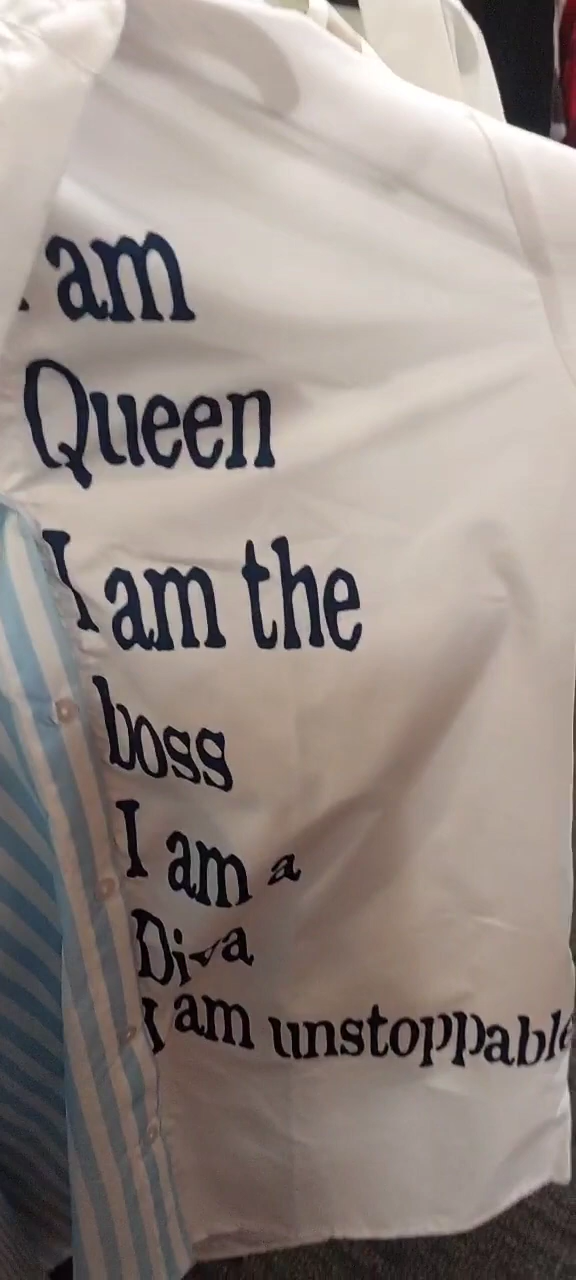 I am
Queen
I am the
boss
I am a
Diva
I am unstoppable